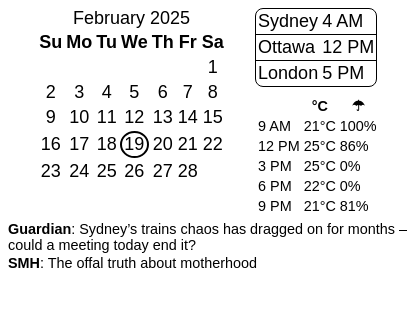 February 2025
Su Mo Tu We Th Fr Sa
1
2 3 4 5 6 7 8
9 10 11 12 13 14 15
16 17 18 19 20 21 22
23 24 25 26 27 28
Sydney 4 AM
Ottawa 12 PM
London 5 PM
°C ☂
9 AM 21°C 100%
12 PM 25°C 86%
3 PM 25°C 0%
6 PM 22°C 0%
9 PM 21°C 81%
Guardian: Sydney’s trains chaos has dragged on for months –
could a meeting today end it?
SMH: The offal truth about motherhood